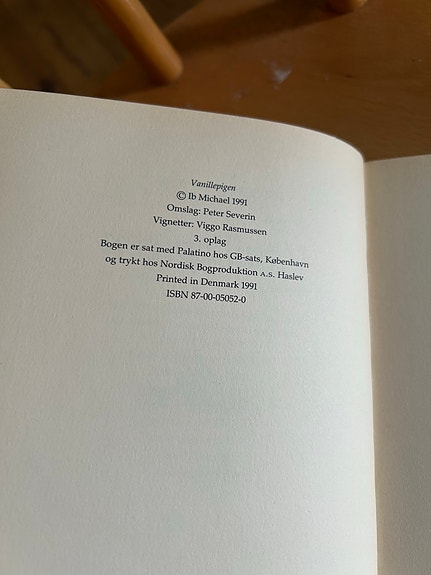 Vanillepigen
© Ib Michael 1991
Omslag: Peter Severin
Vignetter: Viggo Rasmussen
3. oplag
Bogen er sat med Palatino hos GB-sats, København
og trykt hos Nordisk Bogproduktion A.S. Haslev
Printed in Denmark 1991
ISBN 87-00-05052-0